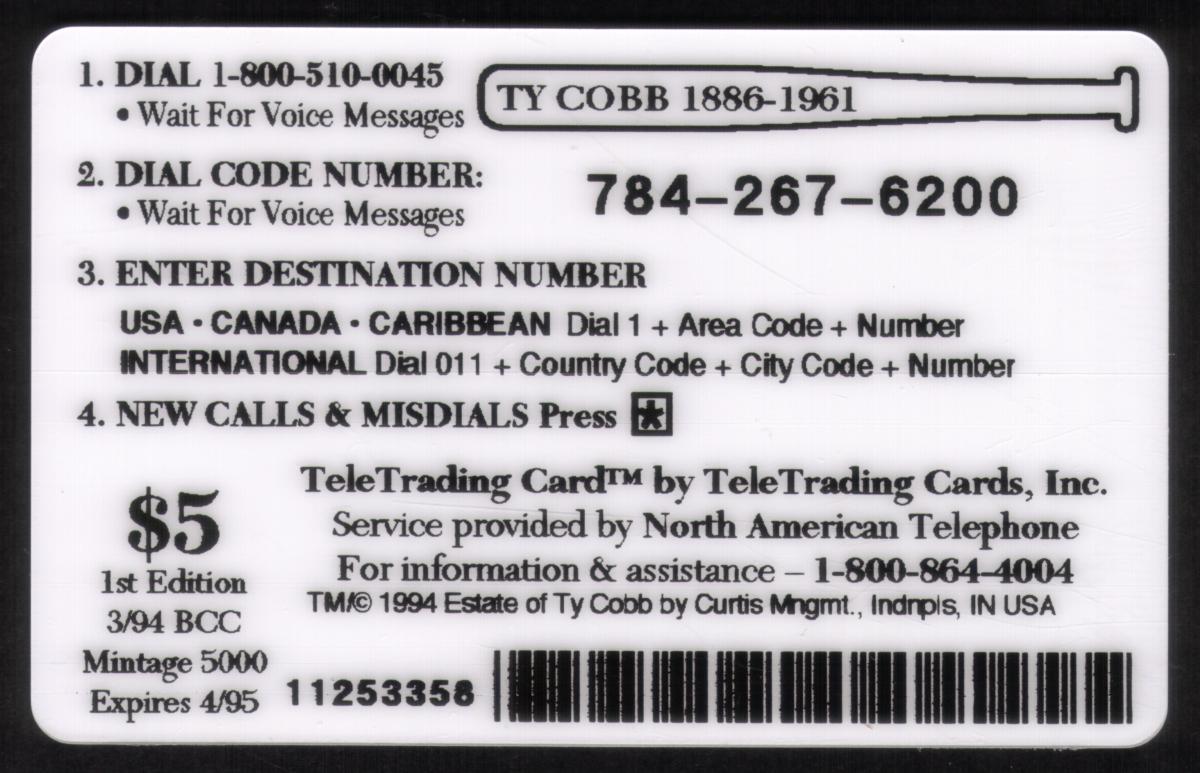 1. DIAL 1-800-510-0045
• Wait For Voice Messages
TY COBB 1886-1961
2. DIAL CODE NUMBER:
• Wait For Voice Messages
784-267-6200
3. ENTER DESTINATION NUMBER
USA · CANADA · CARIBBEAN Dial 1 + Area Code + Number
INTERNATIONAL Dial 011 + Country Code + City Code + Number
4. NEW CALLS & MISDIALS Press *
TeleTrading Card™ by TeleTrading Cards, Inc.
Service provided by North American Telephone
For information & assistance – 1-800-864-4004
TM/© 1994 Estate of Ty Cobb by Curtis Mngmt., Indnpls, IN USA
$5
1st Edition
3/94 BCC
Mintage 5000
Expires 4/95
11253358